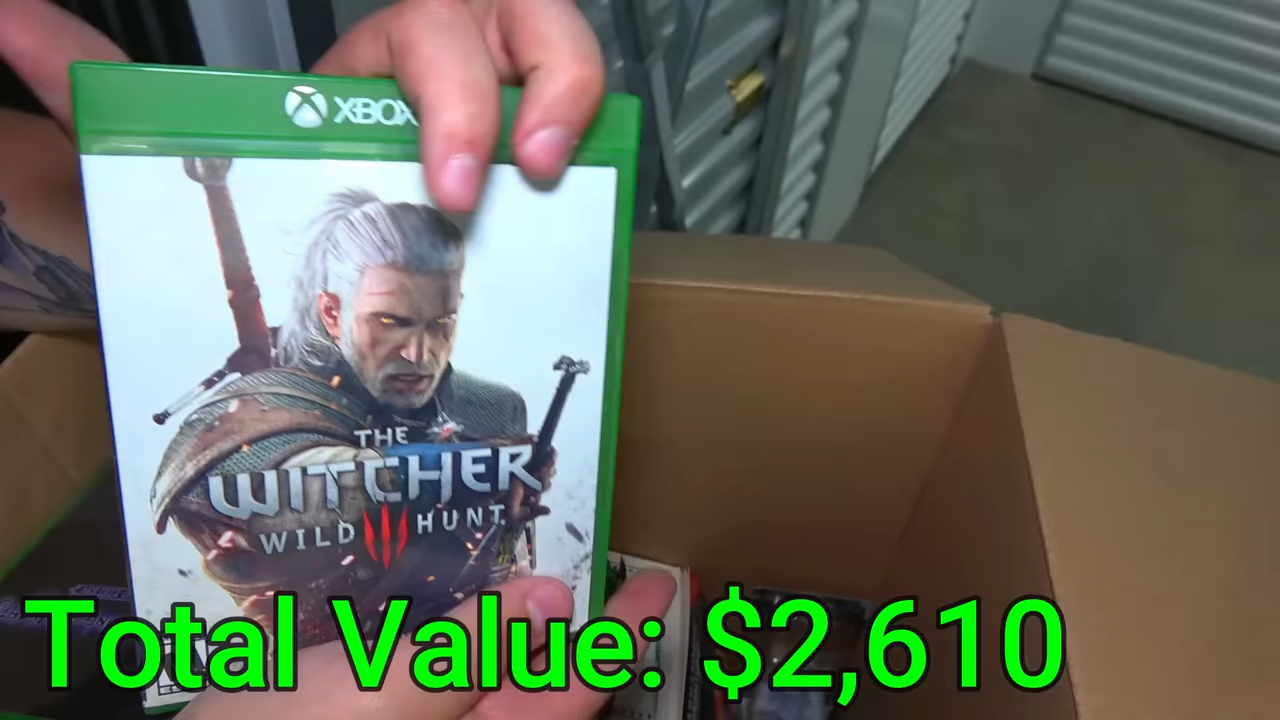 XBOX
THE
WITCHER
WILD III HUNT
Total Value: $2,610